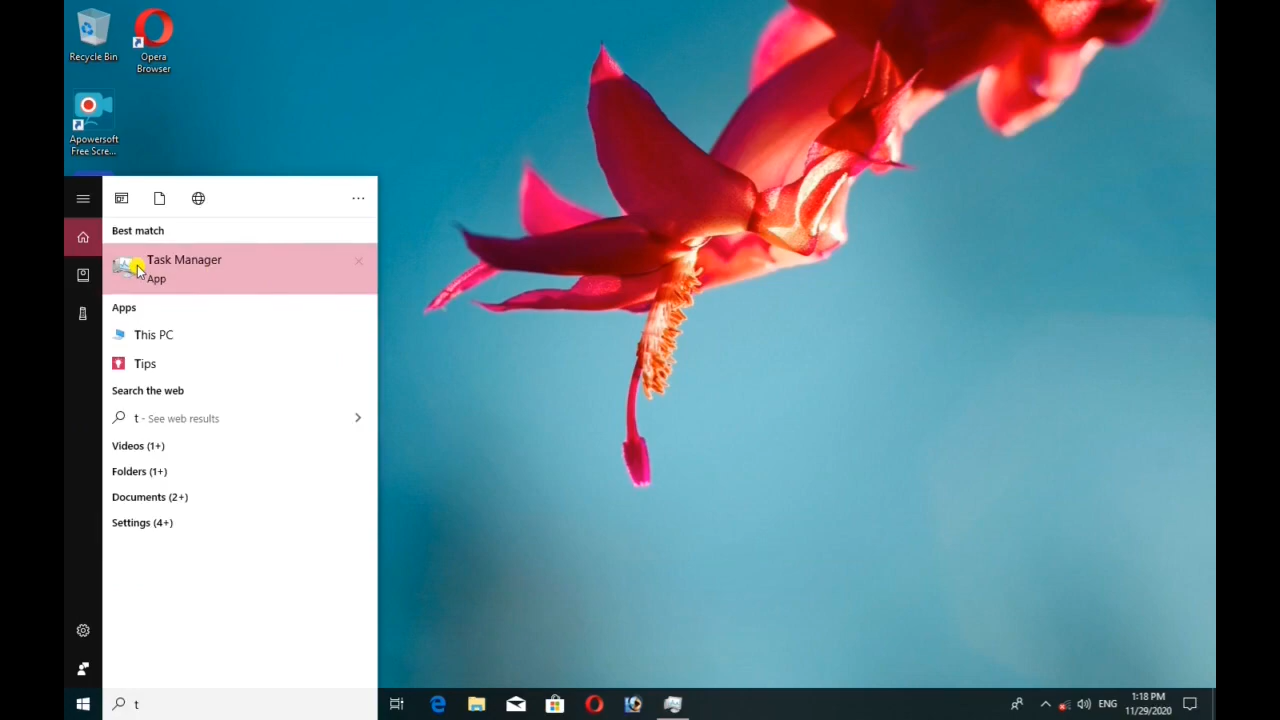 Recycle Bin
Opera
Browser
Apowersoft
Free Scre...
Best match
Task Manager
App
Apps
This PC
Tips
Search the web
t - See web results
Videos (1+)
Folders (1+)
Documents (2+)
Settings (4+)
t
ENG
1:18 PM
11/29/2020